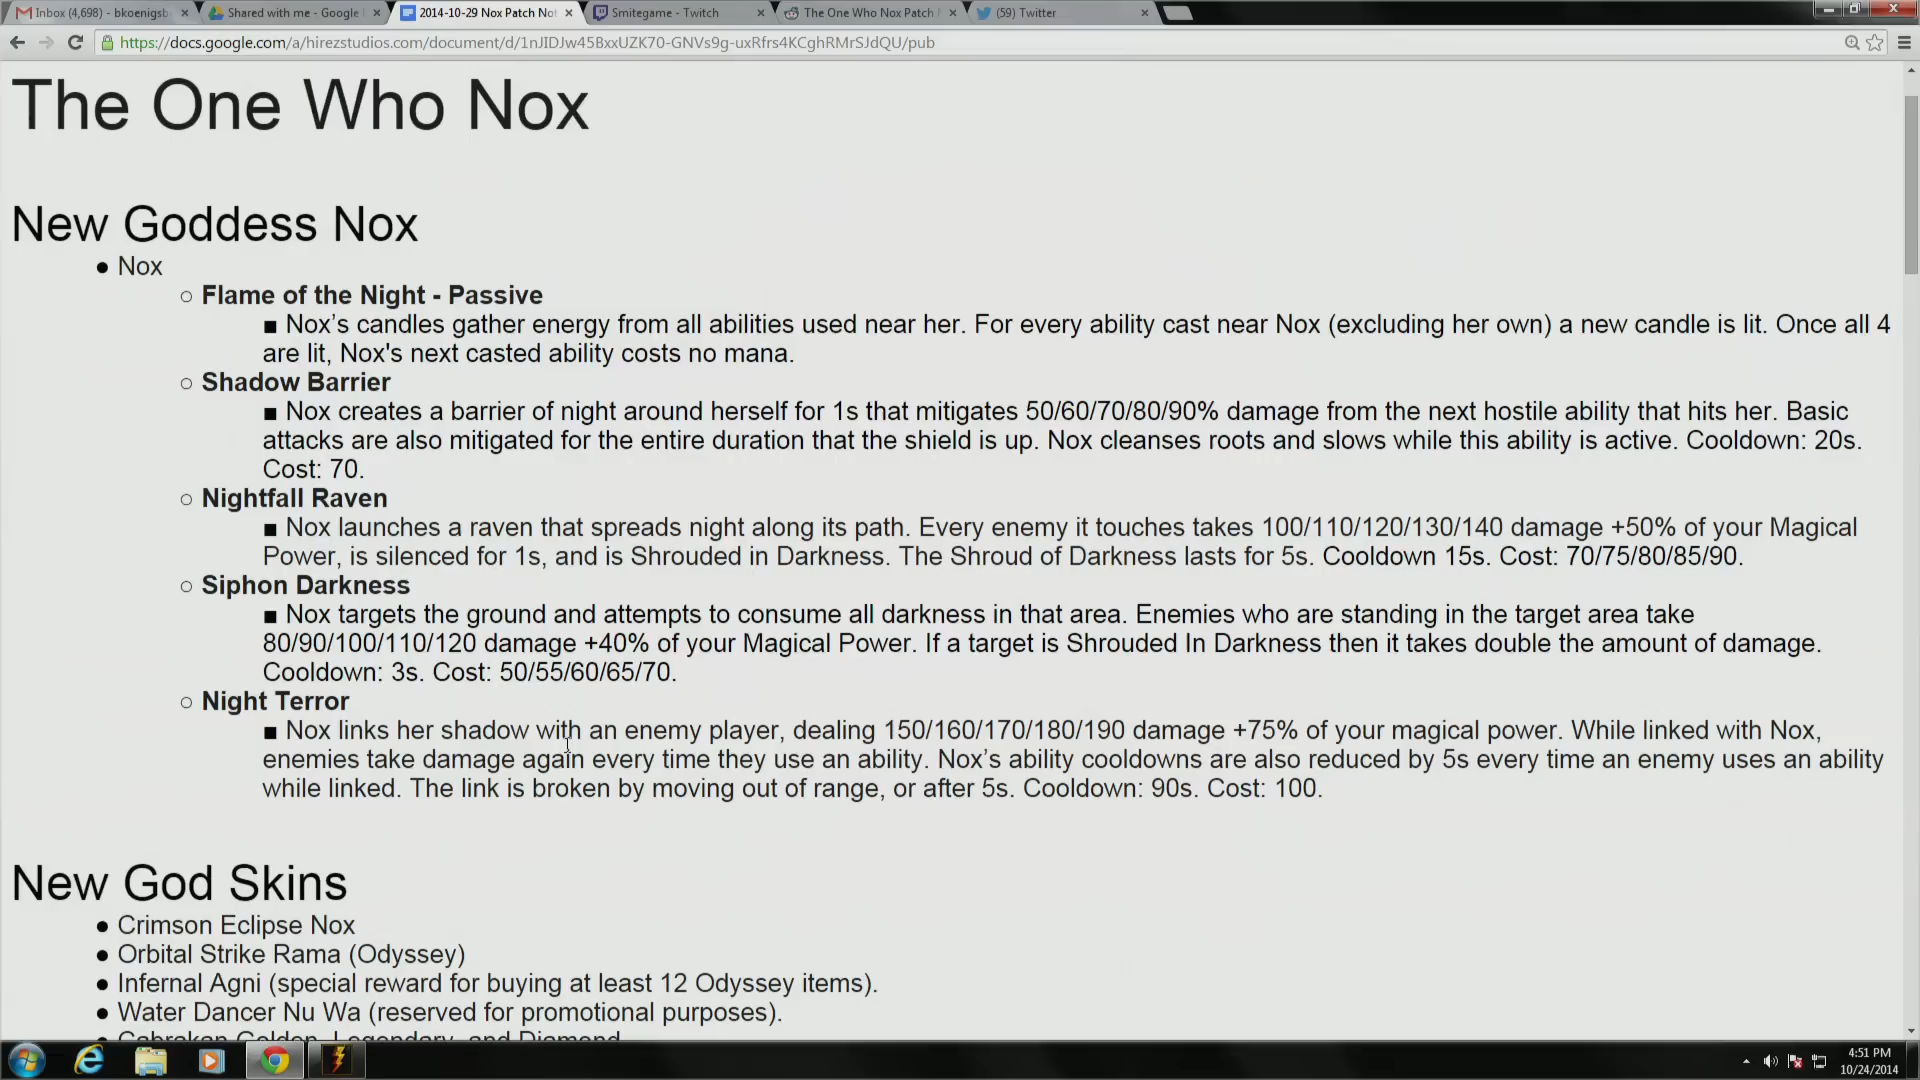 Inbox (4,698) - bkoenigsb
Shared with me - Google
2014-10-29 Nox Patch Not
Smitegame - Twitch
The One Who Nox Patch
(59) Twitter
https://docs.google.com/a/hirezstudios.com/document/d/1nJIDJw45BxxUZK70-GNVs9g-uxRfrs4KCghRMrSJdQU/pub
The One Who Nox
New Goddess Nox
● Nox
○ Flame of the Night - Passive
■ Nox’s candles gather energy from all abilities used near her. For every ability cast near Nox (excluding her own) a new candle is lit. Once all 4
are lit, Nox's next casted ability costs no mana.
○ Shadow Barrier
■ Nox creates a barrier of night around herself for 1s that mitigates 50/60/70/80/90% damage from the next hostile ability that hits her. Basic
attacks are also mitigated for the entire duration that the shield is up. Nox cleanses roots and slows while this ability is active. Cooldown: 20s.
Cost: 70.
○ Nightfall Raven
■ Nox launches a raven that spreads night along its path. Every enemy it touches takes 100/110/120/130/140 damage +50% of your Magical
Power, is silenced for 1s, and is Shrouded in Darkness. The Shroud of Darkness lasts for 5s. Cooldown 15s. Cost: 70/75/80/85/90.
○ Siphon Darkness
■ Nox targets the ground and attempts to consume all darkness in that area. Enemies who are standing in the target area take
80/90/100/110/120 damage +40% of your Magical Power. If a target is Shrouded In Darkness then it takes double the amount of damage.
Cooldown: 3s. Cost: 50/55/60/65/70.
○ Night Terror
■ Nox links her shadow with an enemy player, dealing 150/160/170/180/190 damage +75% of your magical power. While linked with Nox,
enemies take damage again every time they use an ability. Nox’s ability cooldowns are also reduced by 5s every time an enemy uses an ability
while linked. The link is broken by moving out of range, or after 5s. Cooldown: 90s. Cost: 100.
New God Skins
● Crimson Eclipse Nox
● Orbital Strike Rama (Odyssey)
● Infernal Agni (special reward for buying at least 12 Odyssey items).
● Water Dancer Nu Wa (reserved for promotional purposes).
● Cabrakan Golden, Legendary, and Diamond
4:51 PM
10/24/2014